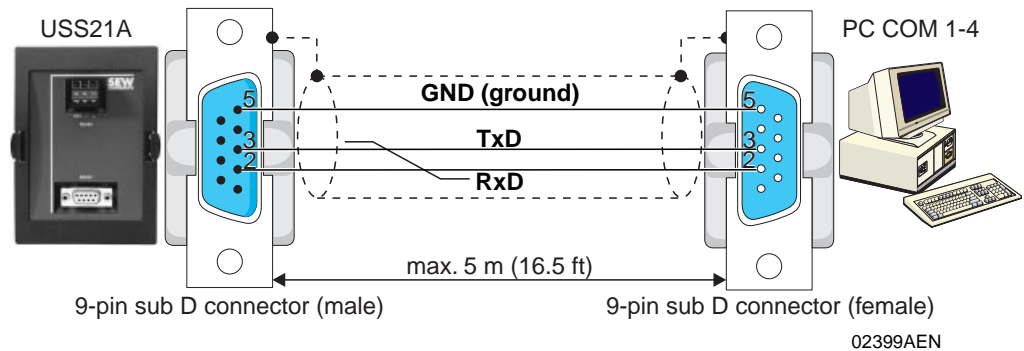 USS21A
PC COM 1-4
SEW
5
GND (ground)
5
3
TxD
3
2
RxD
2
max. 5 m (16.5 ft)
9-pin sub D connector (male)
9-pin sub D connector (female)
02399AEN